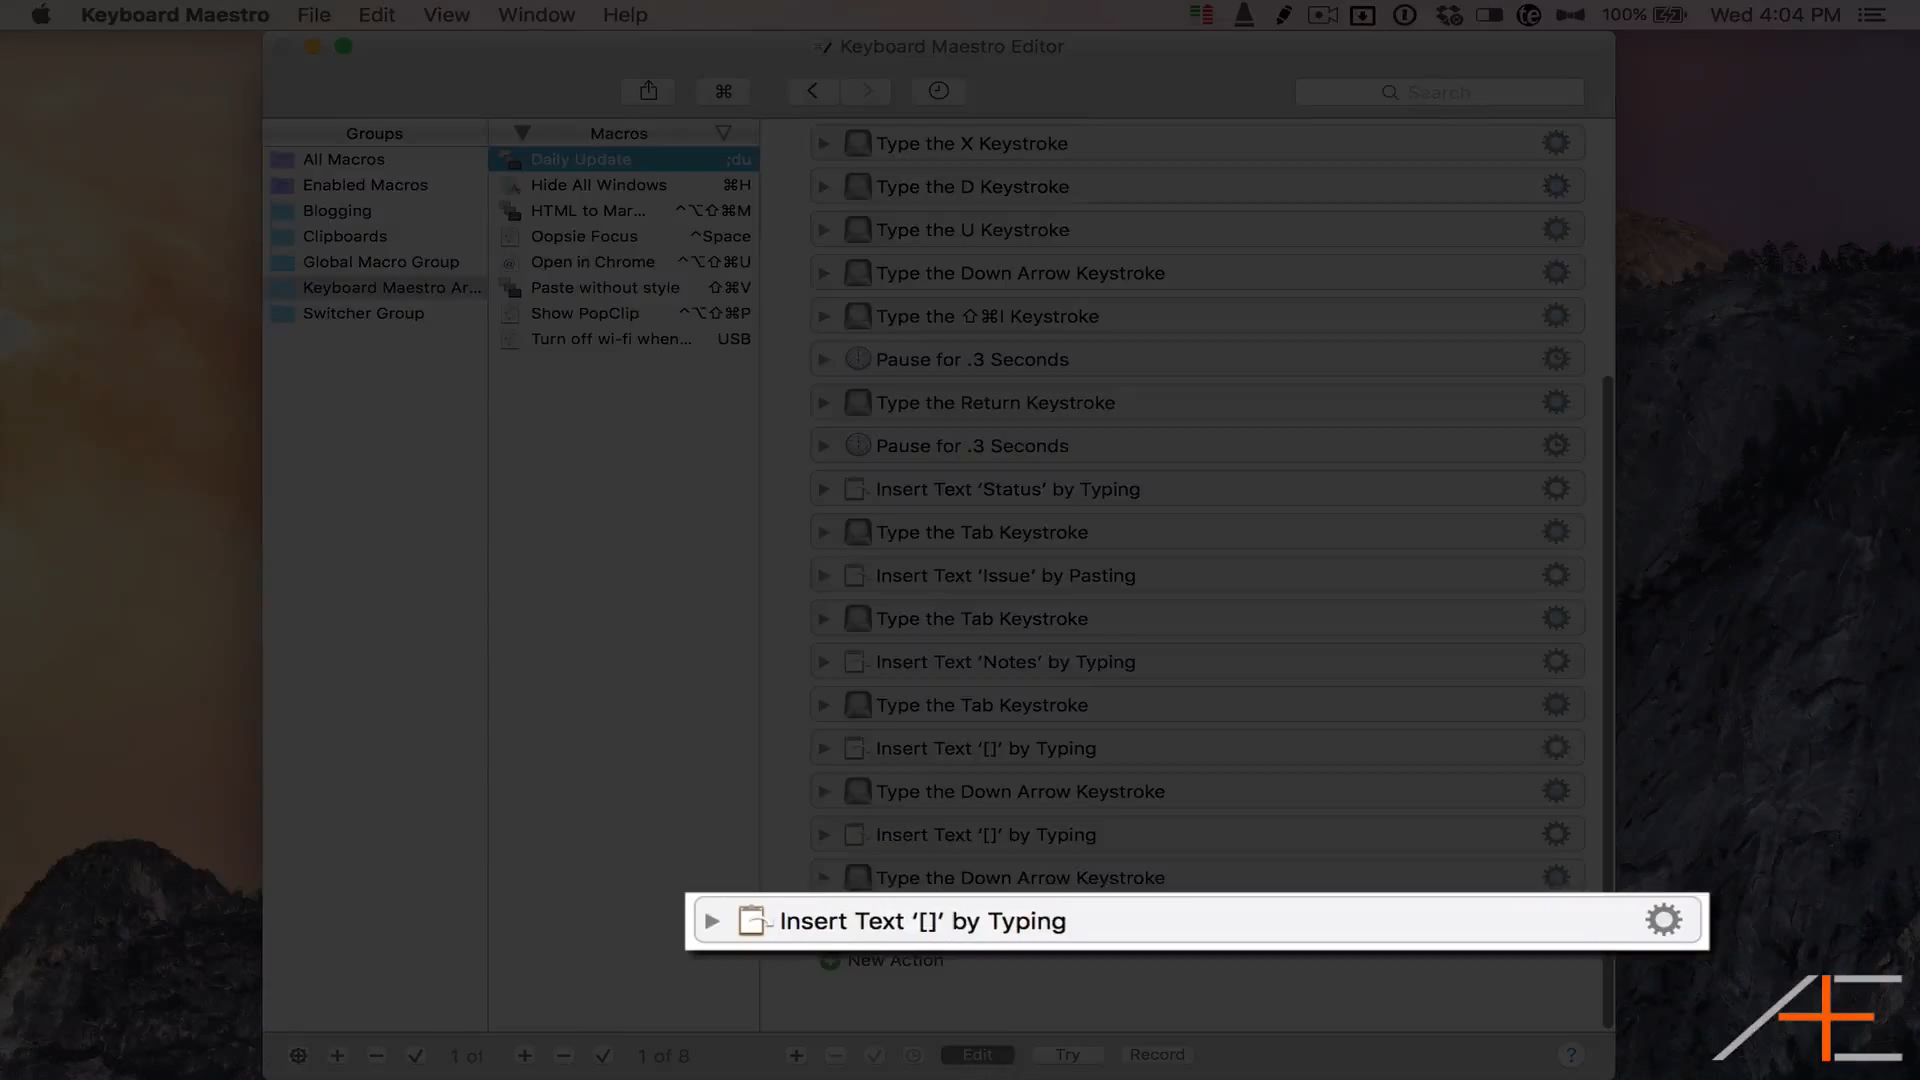 Keyboard Maestro File Edit View Window Help 100% Wed 4:04 PM
Keyboard Maestro Editor
Search
Groups
All Macros
Enabled Macros
Blogging
Clipboards
Global Macro Group
Keyboard Maestro Ar...
Switcher Group
Macros
Daily Update ;du
Hide All Windows ⌘H
HTML to Mar... ^⌥⇧⌘M
Oopsie Focus ^Space
Open in Chrome ^⌥⇧⌘U
Paste without style ⇧⌘V
Show PopClip ^⌥⇧⌘P
Turn off wi-fi when... USB
Type the X Keystroke
Type the D Keystroke
Type the U Keystroke
Type the Down Arrow Keystroke
Type the ⇧⌘I Keystroke
Pause for .3 Seconds
Type the Return Keystroke
Pause for .3 Seconds
Insert Text ‘Status’ by Typing
Type the Tab Keystroke
Insert Text ‘Issue’ by Pasting
Type the Tab Keystroke
Insert Text ‘Notes’ by Typing
Type the Tab Keystroke
Insert Text ‘[]’ by Typing
Type the Down Arrow Keystroke
Insert Text ‘[]’ by Typing
Type the Down Arrow Keystroke
Insert Text ‘[]’ by Typing
New Action
1 of 1 of 8 Edit Try Record ?
AE